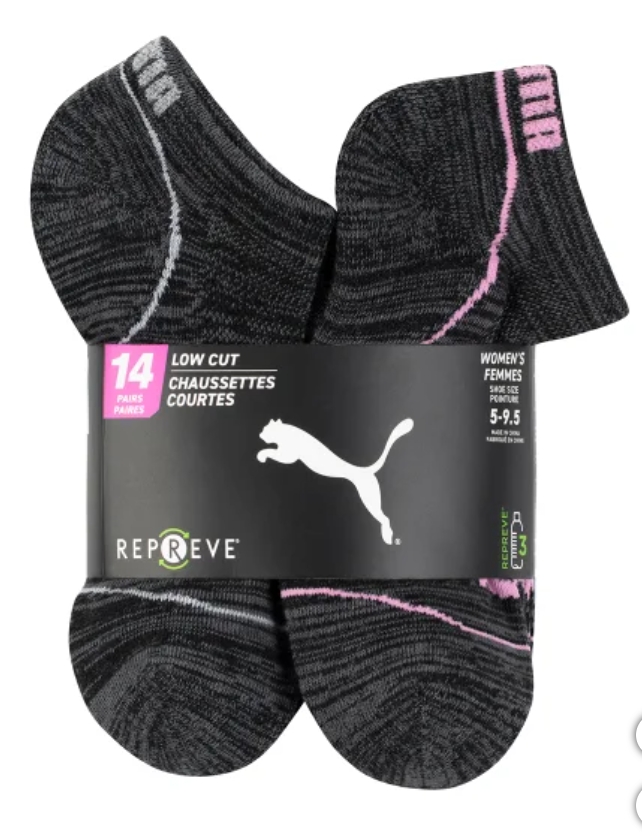 14
PAIRS
PAIRES
LOW CUT
CHAUSSETTES
COURTES
WOMEN'S
FEMMES
SHOE SIZE
POINTURE
5-9.5
MADE IN CHINA
FABRIQUÉ EN CHINE
REPREVE®
REPREVE®
3
®